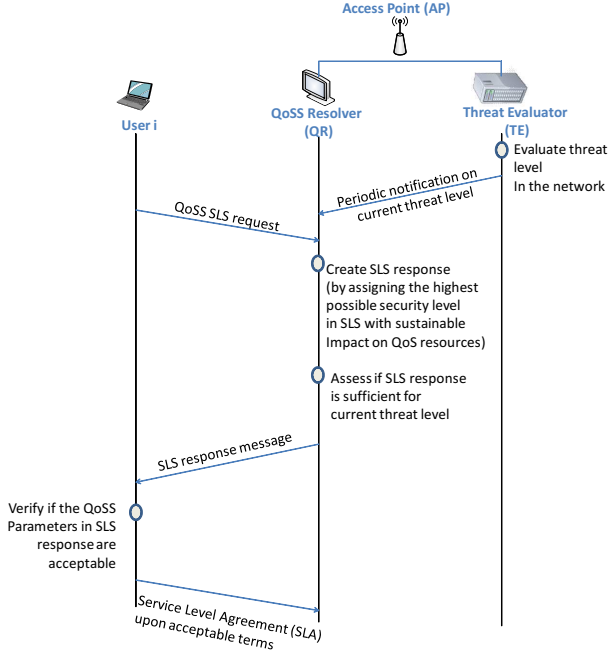 Access Point (AP)
User i
QoSS Resolver
(QR)
Threat Evaluator
(TE)
Evaluate threat
level
In the network
Periodic notification on
current threat level
QoSS SLS request
Create SLS response
(by assigning the highest
possible security level
in SLS with sustainable
Impact on QoS resources)
Assess if SLS response
is sufficient for
current threat level
SLS response message
Verify if the QoSS
Parameters in SLS
response are
acceptable
Service Level Agreement (SLA)
upon acceptable terms